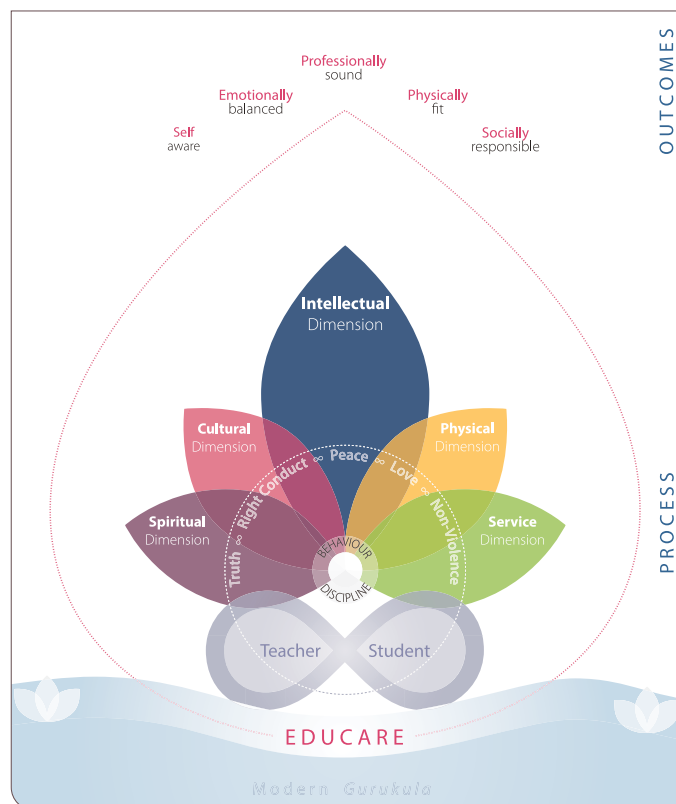 OUTCOMES
Professionally
sound
Emotionally
balanced
Physically
fit
Self
aware
Socially
responsible
Intellectual
Dimension
Cultural
Dimension
Physical
Dimension
Spiritual
Dimension
Service
Dimension
Truth ∞ Right Conduct ∞ Peace ∞ Love ∞ Non-Violence
BEHAVIOUR
DISCIPLINE
PROCESS
Teacher
Student
EDUCARE
Modern Gurukula